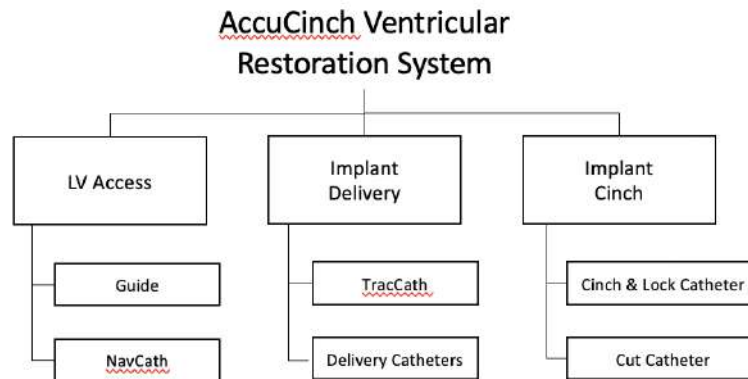 AccuCinch Ventricular
Restoration System
LV Access
Implant
Delivery
Implant
Cinch
Guide
TracCath
Cinch & Lock Catheter
NavCath
Delivery Catheters
Cut Catheter